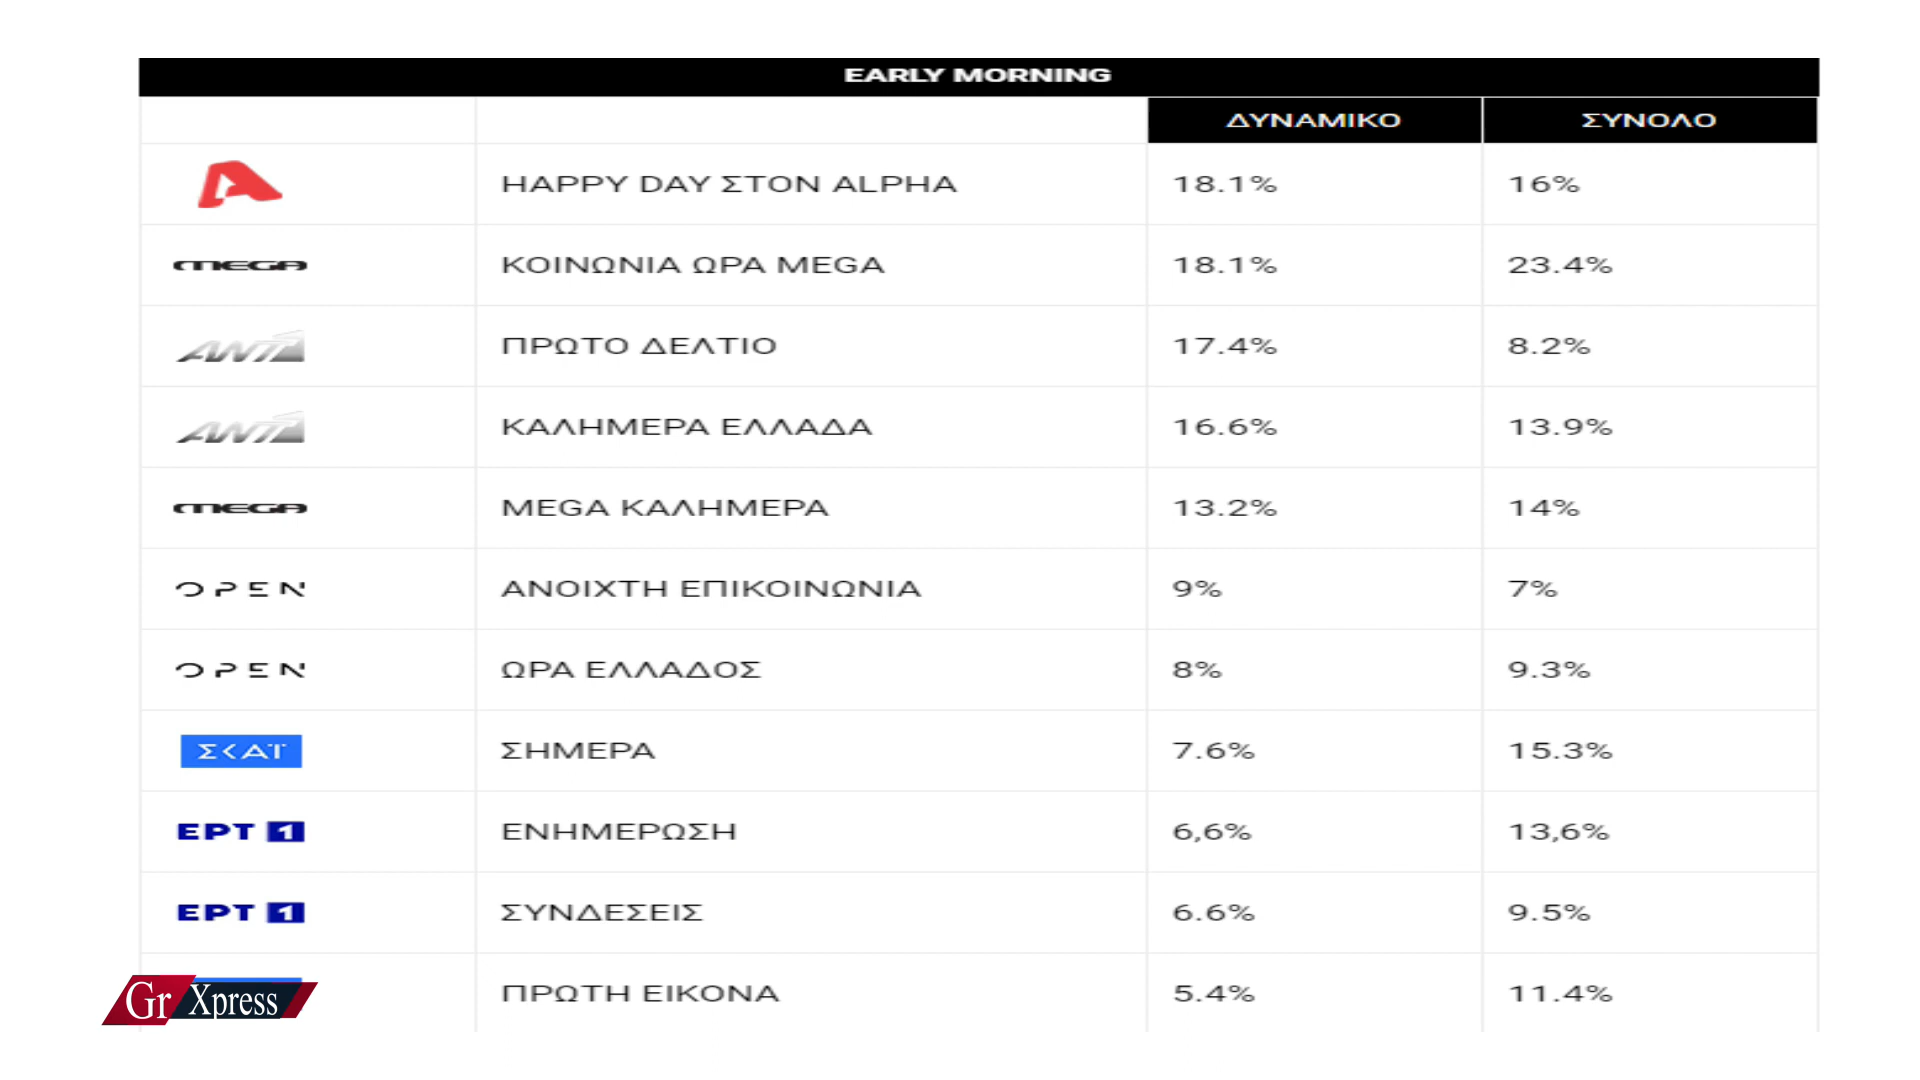 EARLY MORNING
ΔΥΝΑΜΙΚΟ ΣΥΝΟΛΟ
HAPPY DAY ΣΤΟΝ ALPHA 18.1% 16%
MEGA ΚΟΙΝΩΝΙΑ ΩΡΑ MEGA 18.1% 23.4%
ANT1 ΠΡΩΤΟ ΔΕΛΤΙΟ 17.4% 8.2%
ANT1 ΚΑΛΗΜΕΡΑ ΕΛΛΑΔΑ 16.6% 13.9%
MEGA MEGA ΚΑΛΗΜΕΡΑ 13.2% 14%
OPEN ΑΝΟΙΧΤΗ ΕΠΙΚΟΙΝΩΝΙΑ 9% 7%
OPEN ΩΡΑ ΕΛΛΑΔΟΣ 8% 9.3%
ΣΚΑΪ ΣΗΜΕΡΑ 7.6% 15.3%
ΕΡΤ 1 ΕΝΗΜΕΡΩΣΗ 6,6% 13,6%
ΕΡΤ 1 ΣΥΝΔΕΣΕΙΣ 6.6% 9.5%
Gr Xpress ΠΡΩΤΗ ΕΙΚΟΝΑ 5.4% 11.4%